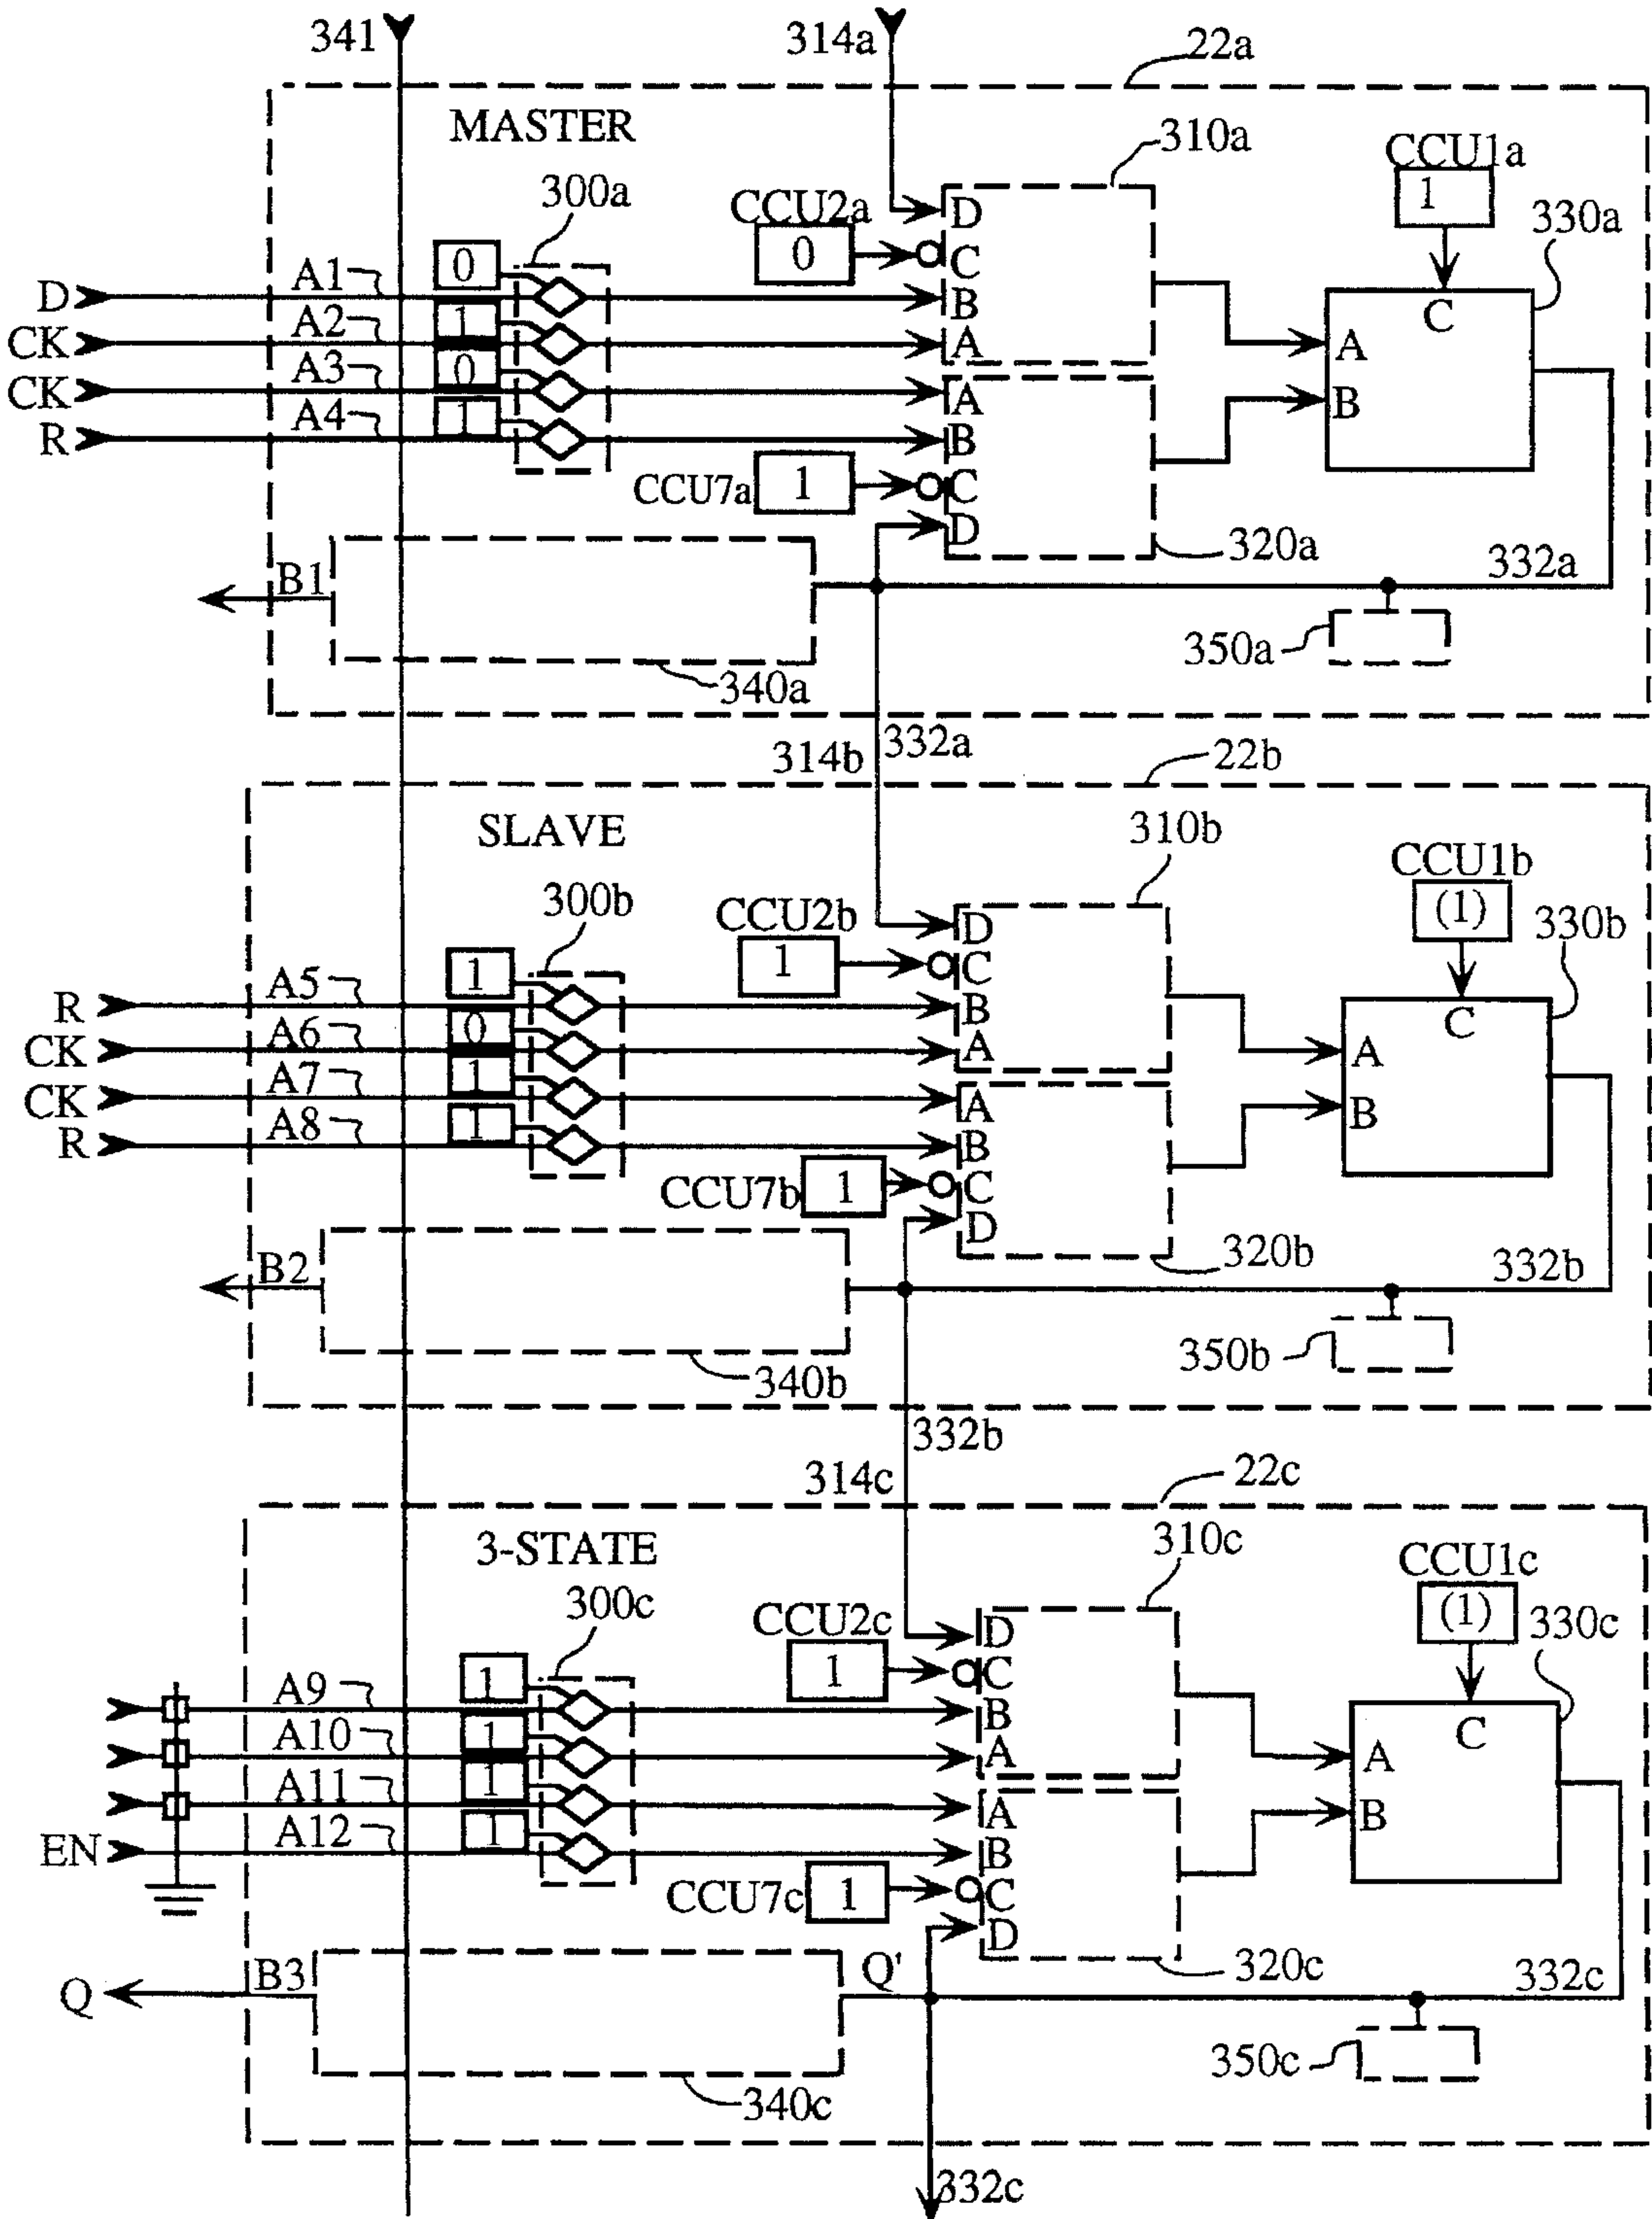 341
314a
22a
MASTER
310a
CCU1a
1
300a
CCU2a
0
330a
D
C
B
A
D
A1
0
CK
A2
1
CK
A3
0
R
A4
1
A
B
C
D
CCU7a
1
C
A
B
320a
332a
B1
350a
340a
332a
314b
22b
SLAVE
310b
CCU1b
(1)
300b
CCU2b
1
330b
D
C
B
A
R
A5
1
CK
A6
0
CK
A7
1
R
A8
1
A
B
C
D
CCU7b
1
C
A
B
320b
332b
B2
350b
340b
332b
314c
22c
3-STATE
310c
CCU1c
(1)
300c
CCU2c
1
330c
D
C
B
A
A9
1
A10
1
A11
1
EN
A12
1
A
B
C
D
CCU7c
1
C
A
B
320c
332c
Q
B3
Q'
350c
340c
332c